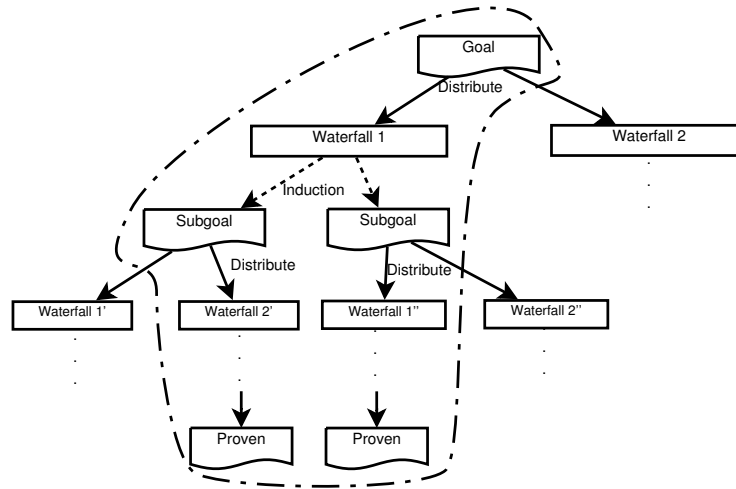 Goal
Distribute
Waterfall 1
Waterfall 2
Induction
Subgoal
Subgoal
Distribute
Distribute
Waterfall 1'
Waterfall 2'
Waterfall 1''
Waterfall 2''
Proven
Proven